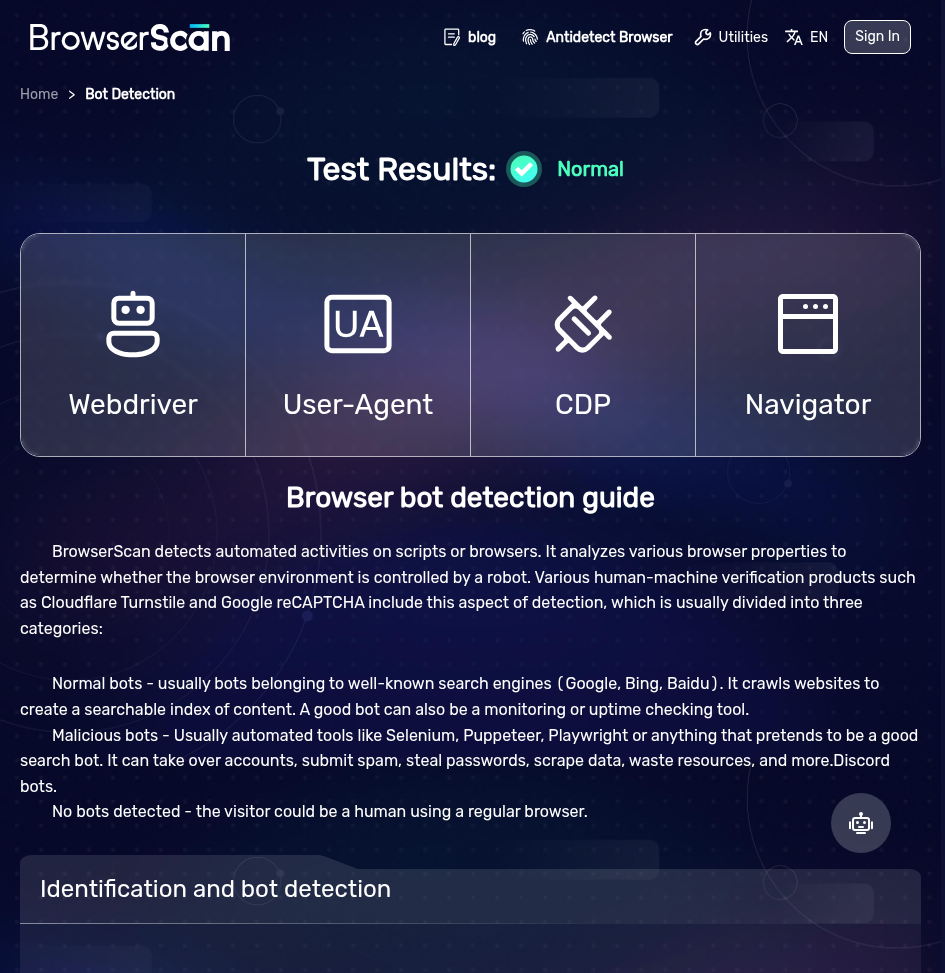 BrowserScan
blog
Antidetect Browser
Utilities
EN
Sign In
Home > Bot Detection
Test Results: Normal
UA
Webdriver
User-Agent
CDP
Navigator
Browser bot detection guide
BrowserScan detects automated activities on scripts or browsers. It analyzes various browser properties to
determine whether the browser environment is controlled by a robot. Various human-machine verification products such
as Cloudflare Turnstile and Google reCAPTCHA include this aspect of detection, which is usually divided into three
categories:
Normal bots - usually bots belonging to well-known search engines（Google, Bing, Baidu）. It crawls websites to
create a searchable index of content. A good bot can also be a monitoring or uptime checking tool.
Malicious bots - Usually automated tools like Selenium, Puppeteer, Playwright or anything that pretends to be a good
search bot. It can take over accounts, submit spam, steal passwords, scrape data, waste resources, and more.Discord
bots.
No bots detected - the visitor could be a human using a regular browser.
Identification and bot detection